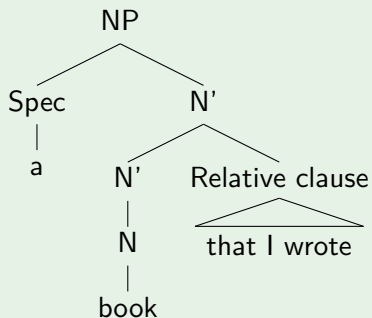 NP
Spec N'
a
N' Relative clause
N that I wrote
book